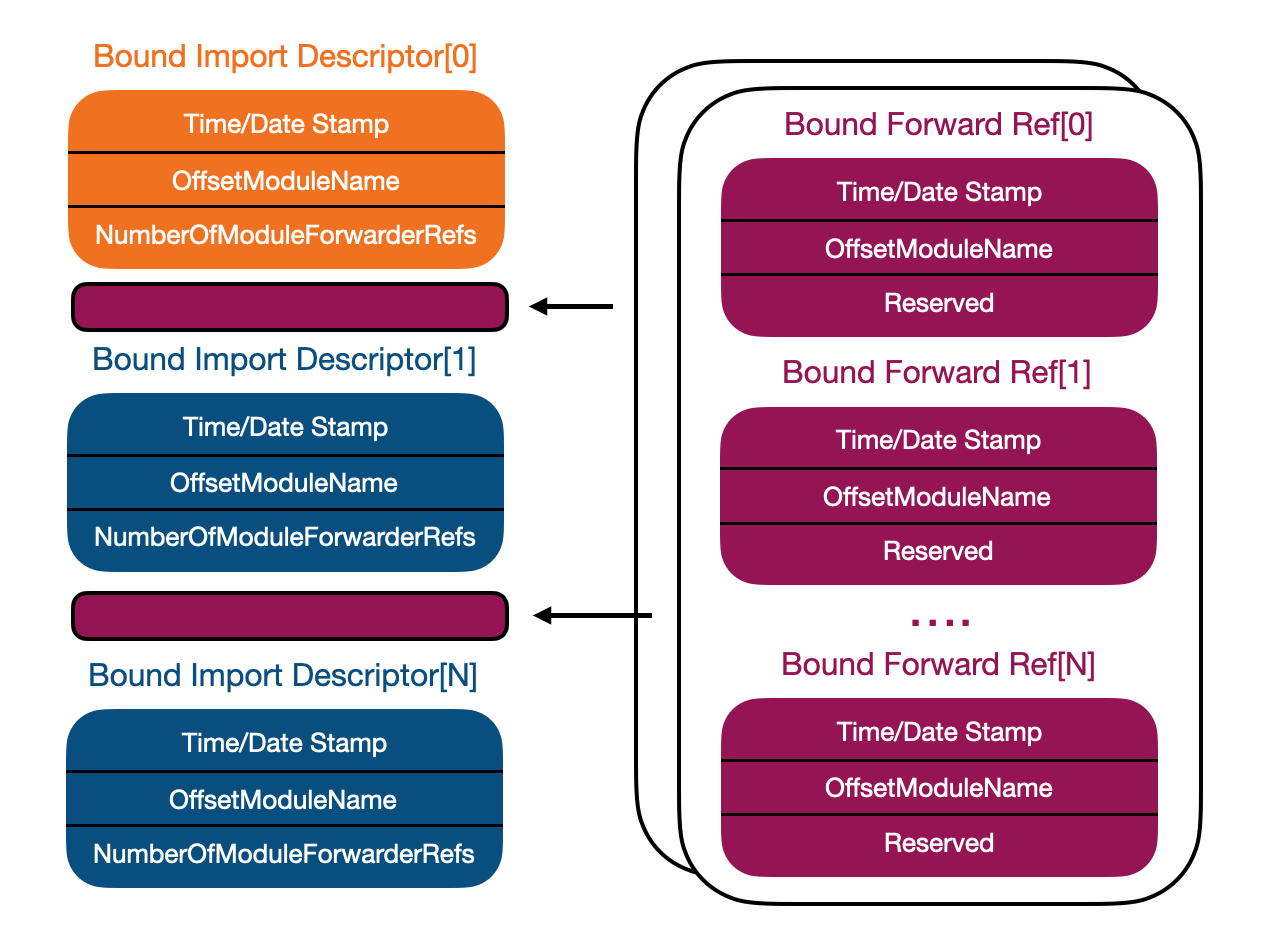 Bound Import Descriptor[0]
Time/Date Stamp
OffsetModuleName
NumberOfModuleForwarderRefs
Bound Import Descriptor[1]
Time/Date Stamp
OffsetModuleName
NumberOfModuleForwarderRefs
Bound Import Descriptor[N]
Time/Date Stamp
OffsetModuleName
NumberOfModuleForwarderRefs
Bound Forward Ref[0]
Time/Date Stamp
OffsetModuleName
Reserved
Bound Forward Ref[1]
Time/Date Stamp
OffsetModuleName
Reserved
....
Bound Forward Ref[N]
Time/Date Stamp
OffsetModuleName
Reserved